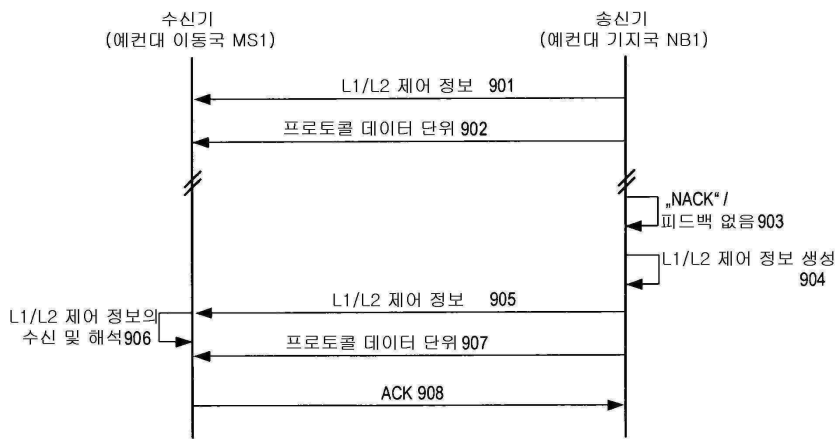 수신기
(예컨대 이동국 MS1)
송신기
(예컨대 기지국 NB1)
L1/L2 제어 정보 901
프로토콜 데이터 단위 902
„NACK“ /
피드백 없음 903
L1/L2 제어 정보 생성
904
L1/L2 제어 정보 905
L1/L2 제어 정보의
수신 및 해석 906
프로토콜 데이터 단위 907
ACK 908